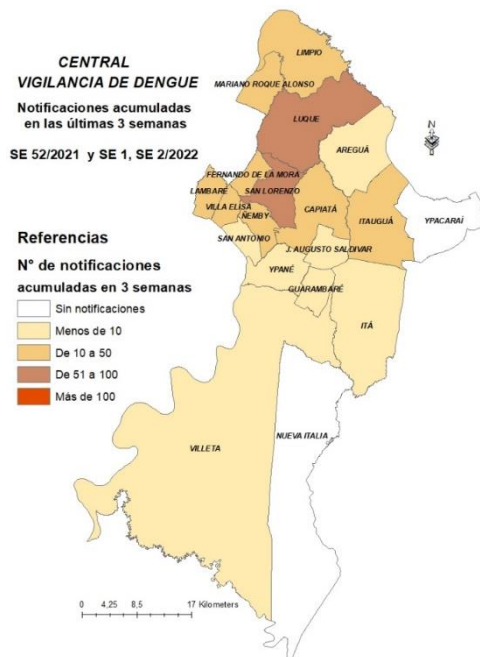 CENTRAL
VIGILANCIA DE DENGUE
Notificaciones acumuladas
en las últimas 3 semanas
SE 52/2021 y SE 1, SE 2/2022
LIMPIO
MARIANO ROQUE ALONSO
LUQUE
N
AREGUÁ
FERNANDO DE LA MORA
LAMBARÉ
SAN LORENZO
VILLA ELISA
ÑEMBY
CAPIATÁ
ITAUGUÁ
YPACARAÍ
SAN ANTONIO
J. AUGUSTO SALDIVAR
YPANÉ
GUARAMBARÉ
ITÁ
Referencias
N° de notificaciones
acumuladas en 3 semanas
Sin notificaciones
Menos de 10
De 10 a 50
De 51 a 100
Más de 100
NUEVA ITALIA
VILLETA
0 4,25 8,5 17 Kilometers